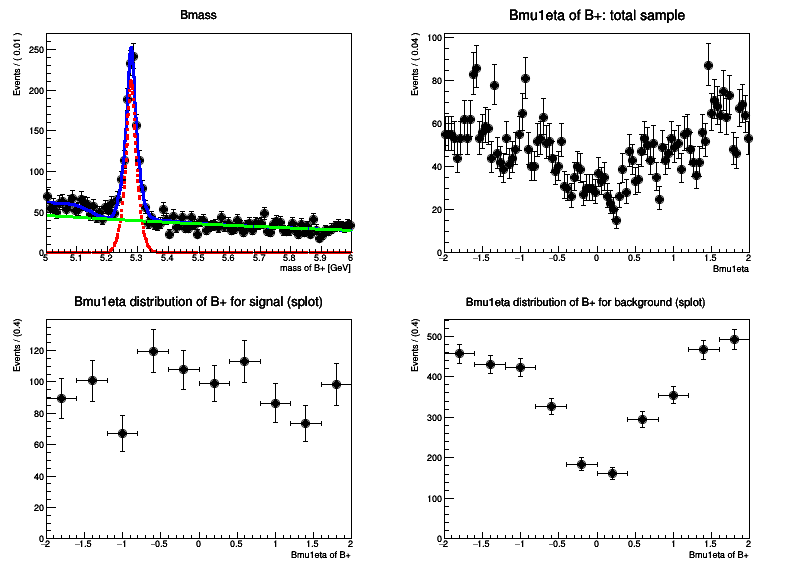 Bmass
Events / ( 0.01 )
250
200
150
100
50
0
5 5.1 5.2 5.3 5.4 5.5 5.6 5.7 5.8 5.9 6
mass of B+ [GeV]
Bmu1eta of B+: total sample
Events / ( 0.04 )
100
80
60
40
20
0
−2 −1.5 −1 −0.5 0 0.5 1 1.5 2
Bmu1eta
Bmu1eta distribution of B+ for signal (splot)
Events / (0.4)
120
100
80
60
40
20
0
−2 −1.5 −1 −0.5 0 0.5 1 1.5 2
Bmu1eta of B+
Bmu1eta distribution of B+ for background (splot)
Events / (0.4)
500
400
300
200
100
0
−2 −1.5 −1 −0.5 0 0.5 1 1.5 2
Bmu1eta of B+